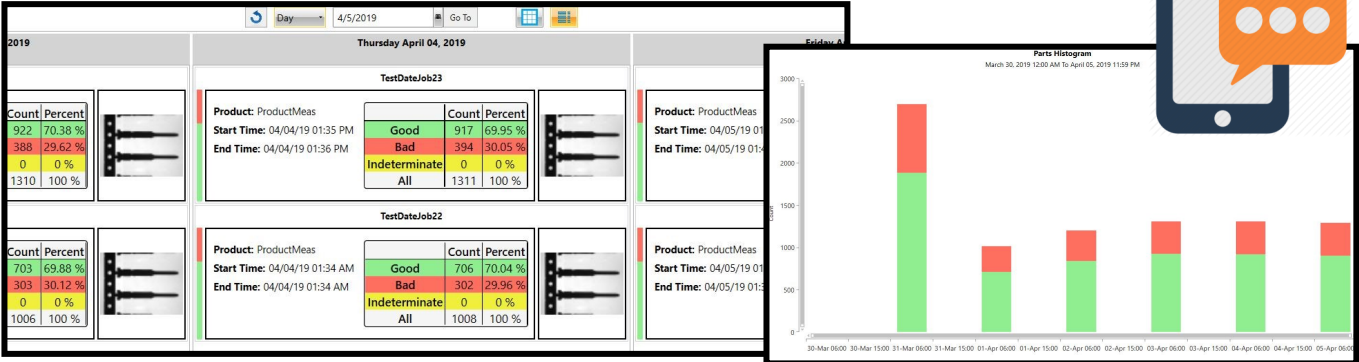 Day 4/5/2019 Go To
2019 Thursday April 04, 2019 Friday A
TestDateJob23
Count Percent
922 70.38 %
388 29.62 %
0 0 %
1310 100 %
Product: ProductMeas
Start Time: 04/04/19 01:35 PM
End Time: 04/04/19 01:36 PM
Count Percent
Good 917 69.95 %
Bad 394 30.05 %
Indeterminate 0 0 %
All 1311 100 %
Product: ProductMeas
Start Time: 04/05/19 01
End Time: 04/05/19 01:4
TestDateJob22
Count Percent
703 69.88 %
303 30.12 %
0 0 %
1006 100 %
Product: ProductMeas
Start Time: 04/04/19 01:34 AM
End Time: 04/04/19 01:34 AM
Count Percent
Good 706 70.04 %
Bad 302 29.96 %
Indeterminate 0 0 %
All 1008 100 %
Product: ProductMeas
Start Time: 04/05/19 01
End Time: 04/05/19 01:3
Parts Histogram
March 30, 2019 12:00 AM To April 05, 2019 11:59 PM
Count
3000
2500
2000
1500
1000
500
0
30-Mar 06:00 30-Mar 15:00 31-Mar 06:00 31-Mar 15:00 01-Apr 06:00 01-Apr 15:00 02-Apr 06:00 02-Apr 15:00 03-Apr 06:00 03-Apr 15:00 04-Apr 06:00 04-Apr 15:00 05-Apr 06:00